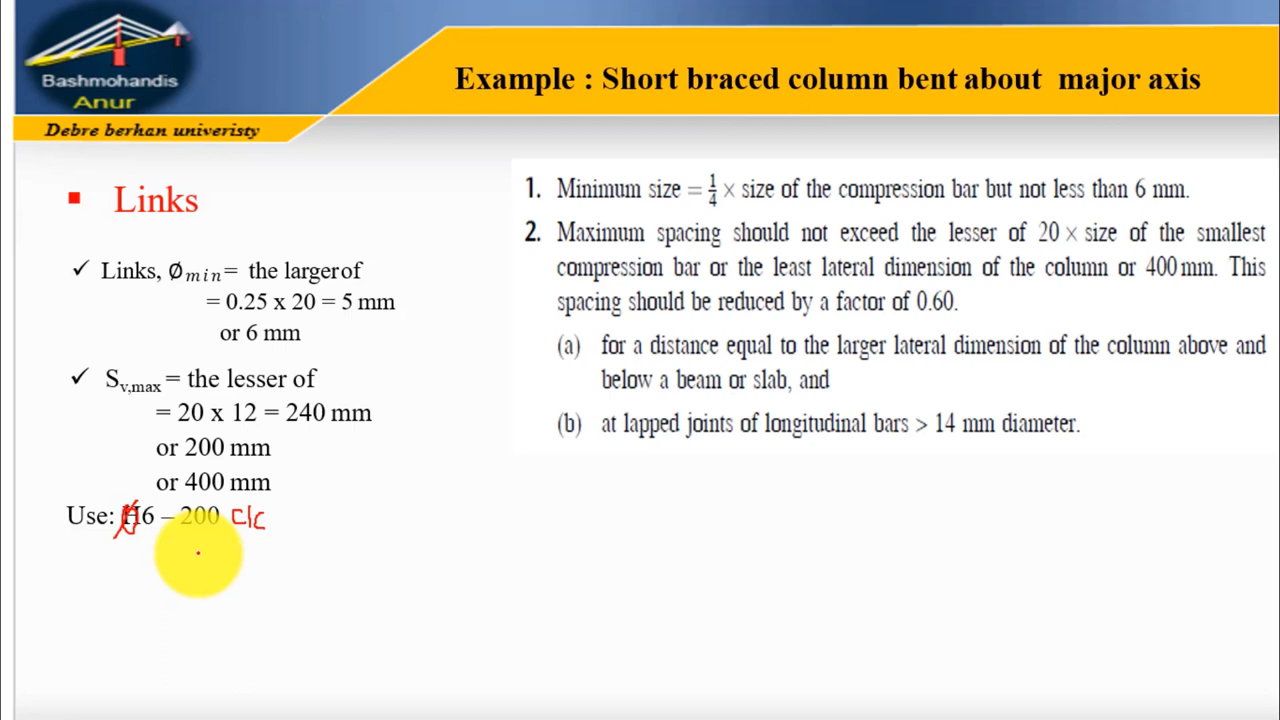 Bashmohandis
Anur
Debre berhan univeristy
Example : Short braced column bent about major axis
▪ Links
✓ Links, ∅min = the larger of
= 0.25 x 20 = 5 mm
or 6 mm
✓ Sv,max = the lesser of
= 20 x 12 = 240 mm
or 200 mm
or 400 mm
Use: H6 – 200 c/c
1. Minimum size = 1/4 × size of the compression bar but not less than 6 mm.
2. Maximum spacing should not exceed the lesser of 20 × size of the smallest
compression bar or the least lateral dimension of the column or 400 mm. This
spacing should be reduced by a factor of 0.60.
(a) for a distance equal to the larger lateral dimension of the column above and
below a beam or slab, and
(b) at lapped joints of longitudinal bars > 14 mm diameter.